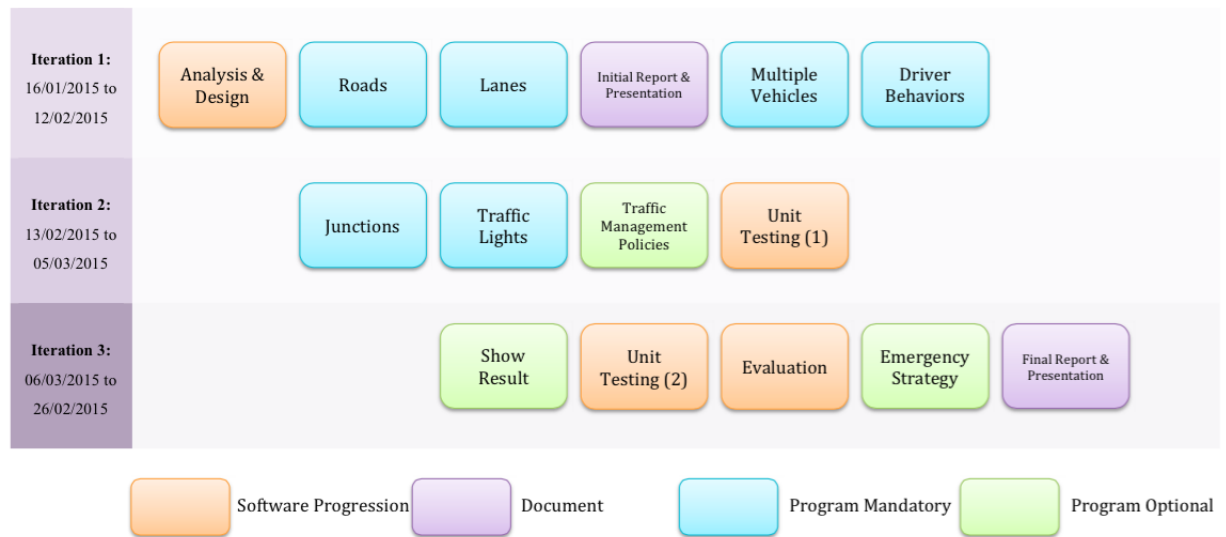 Iteration 1:
16/01/2015 to
12/02/2015
Analysis &
Design
Roads
Lanes
Initial Report &
Presentation
Multiple
Vehicles
Driver
Behaviors
Iteration 2:
13/02/2015 to
05/03/2015
Junctions
Traffic
Lights
Traffic
Management
Policies
Unit
Testing (1)
Iteration 3:
06/03/2015 to
26/02/2015
Show
Result
Unit
Testing (2)
Evaluation
Emergency
Strategy
Final Report &
Presentation
Software Progression
Document
Program Mandatory
Program Optional